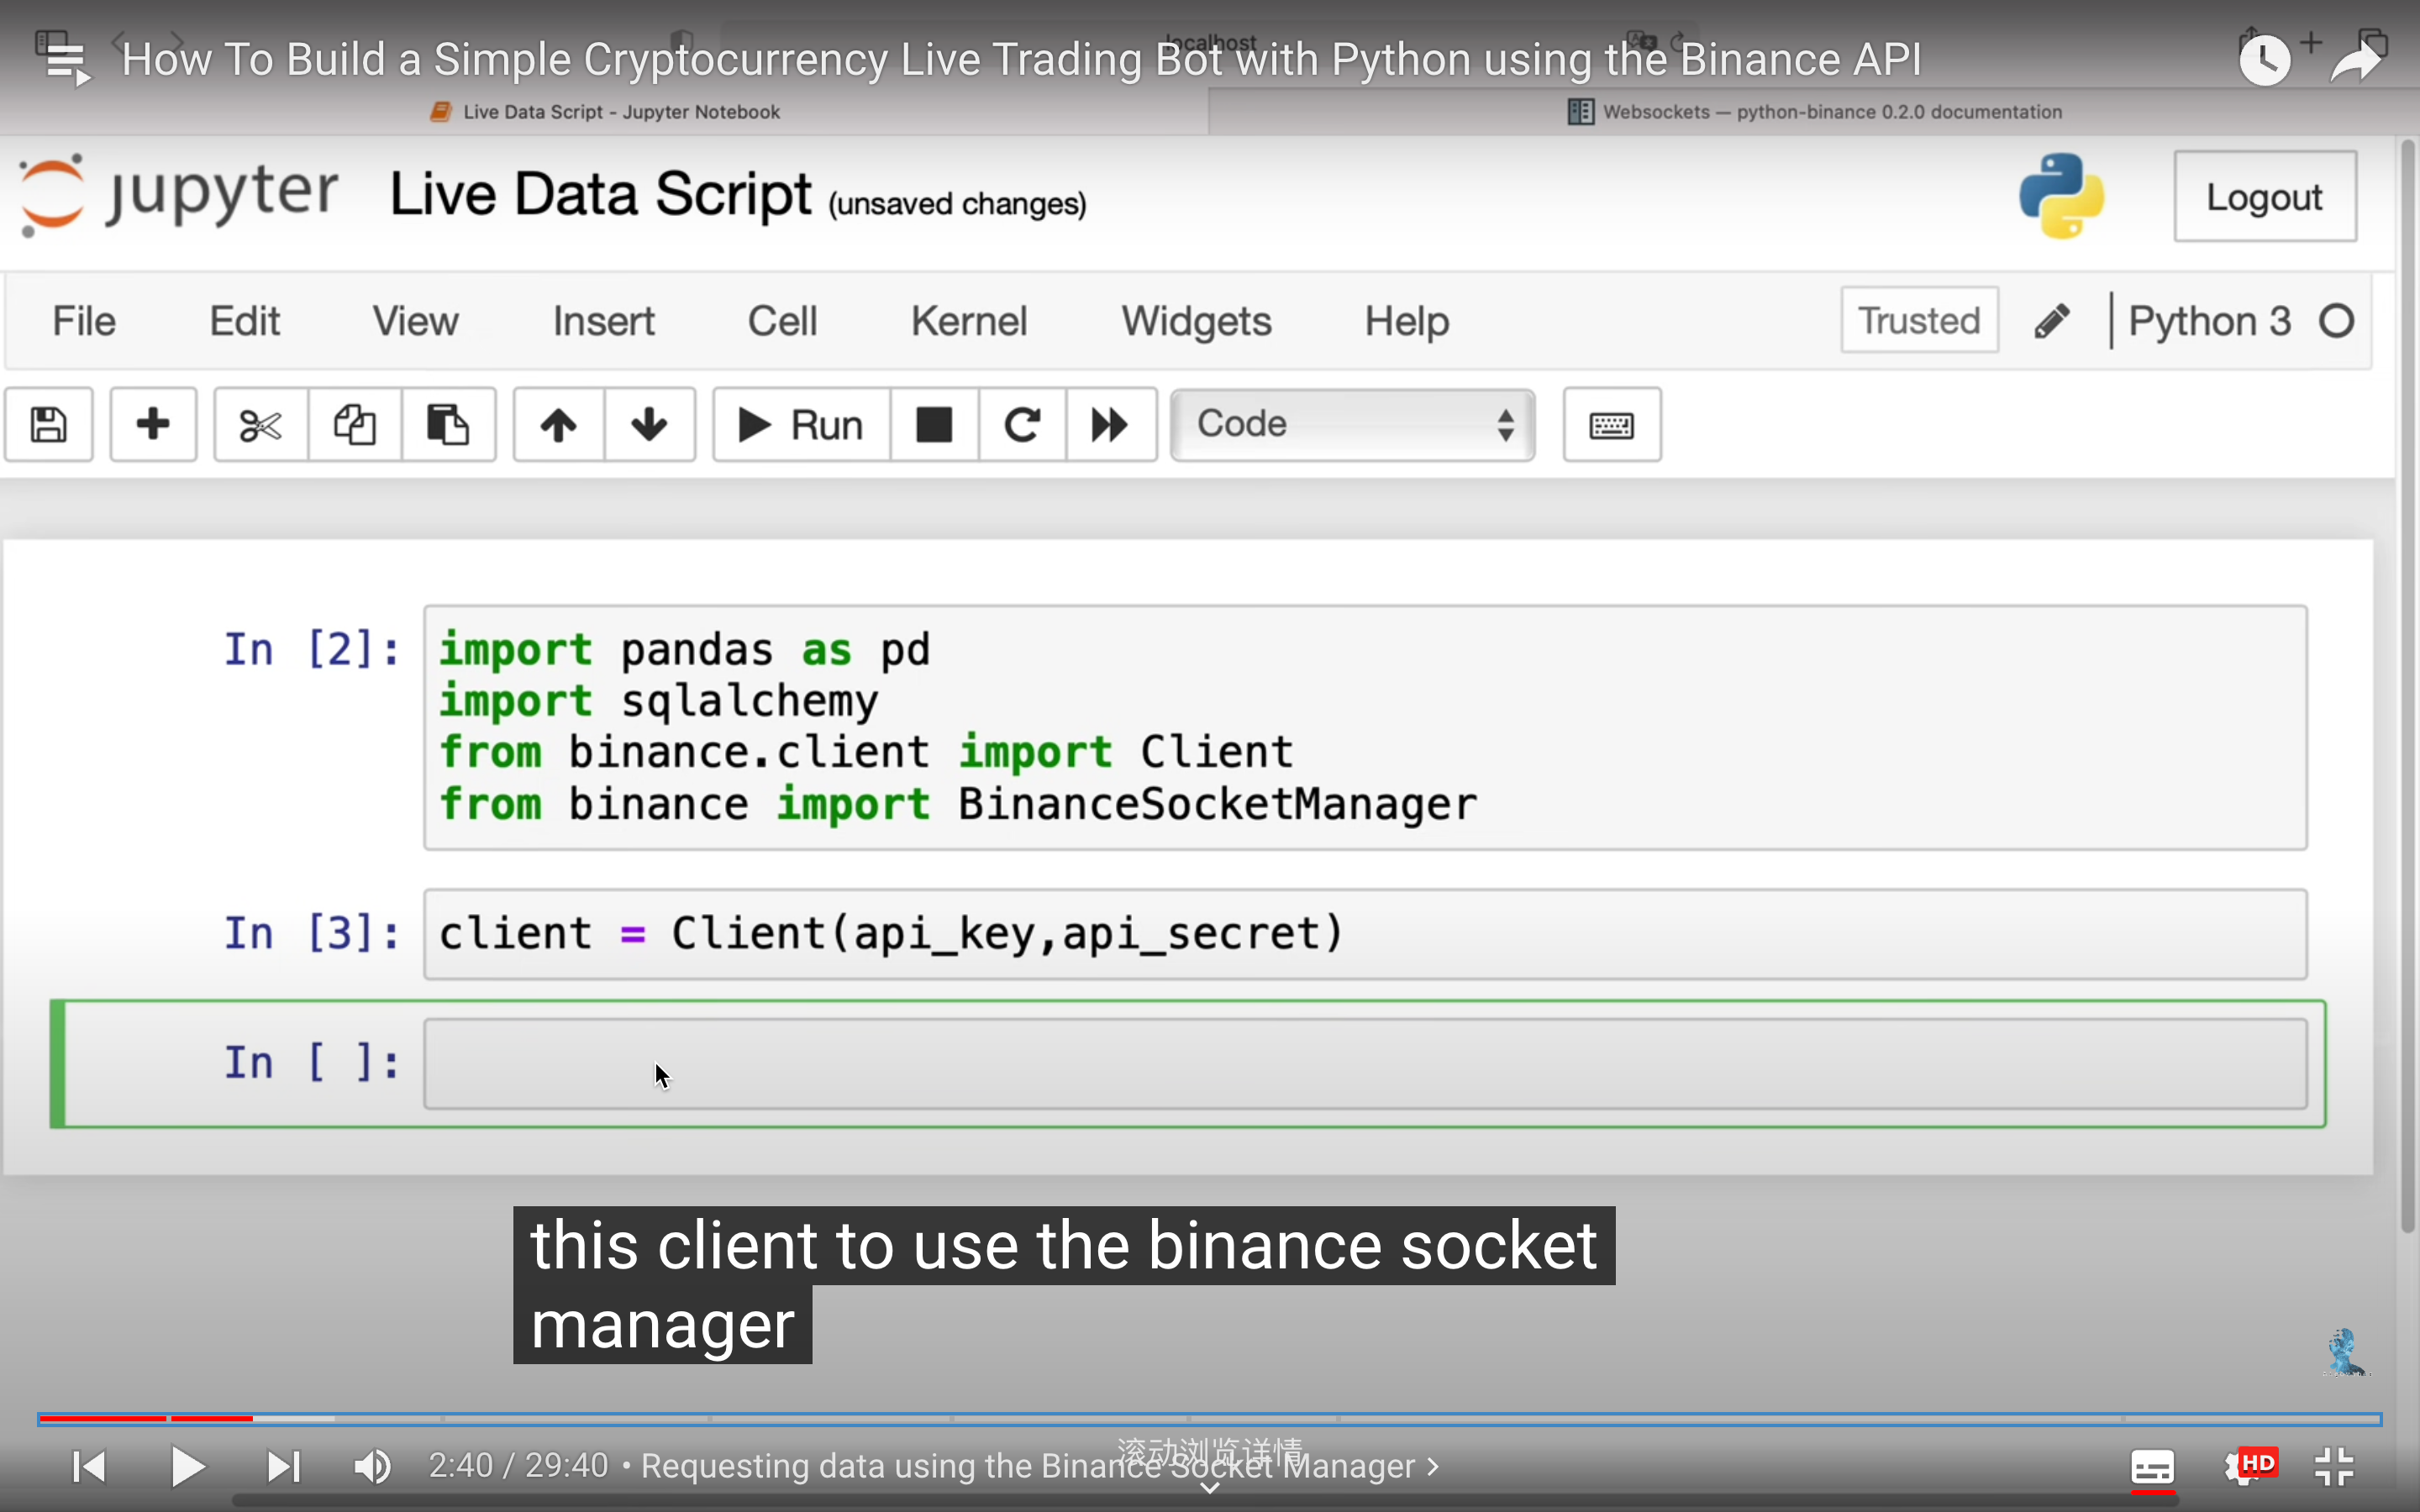 localhost
How To Build a Simple Cryptocurrency Live Trading Bot with Python using the Binance API
Live Data Script - Jupyter Notebook
Websockets — python-binance 0.2.0 documentation
jupyter Live Data Script (unsaved changes)
Logout
File Edit View Insert Cell Kernel Widgets Help
Trusted Python 3
Run Code
In [2]: import pandas as pd
import sqlalchemy
from binance.client import Client
from binance import BinanceSocketManager
In [3]: client = Client(api_key,api_secret)
In [ ]:
this client to use the binance socket
manager
滚动浏览详情
2:40 / 29:40 • Requesting data using the Binance Socket Manager
HD